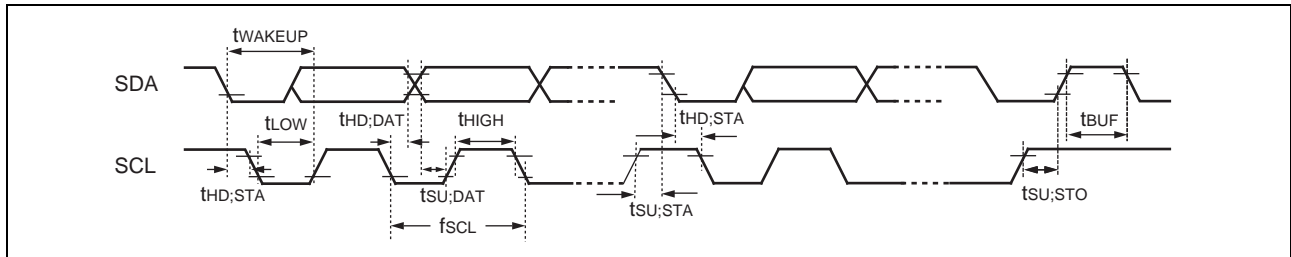 tWAKEUP
SDA
tHD;DAT
tHIGH
tLOW
tHD;STA
tBUF
SCL
tHD;STA
tSU;DAT
tSU;STA
tSU;STO
fSCL